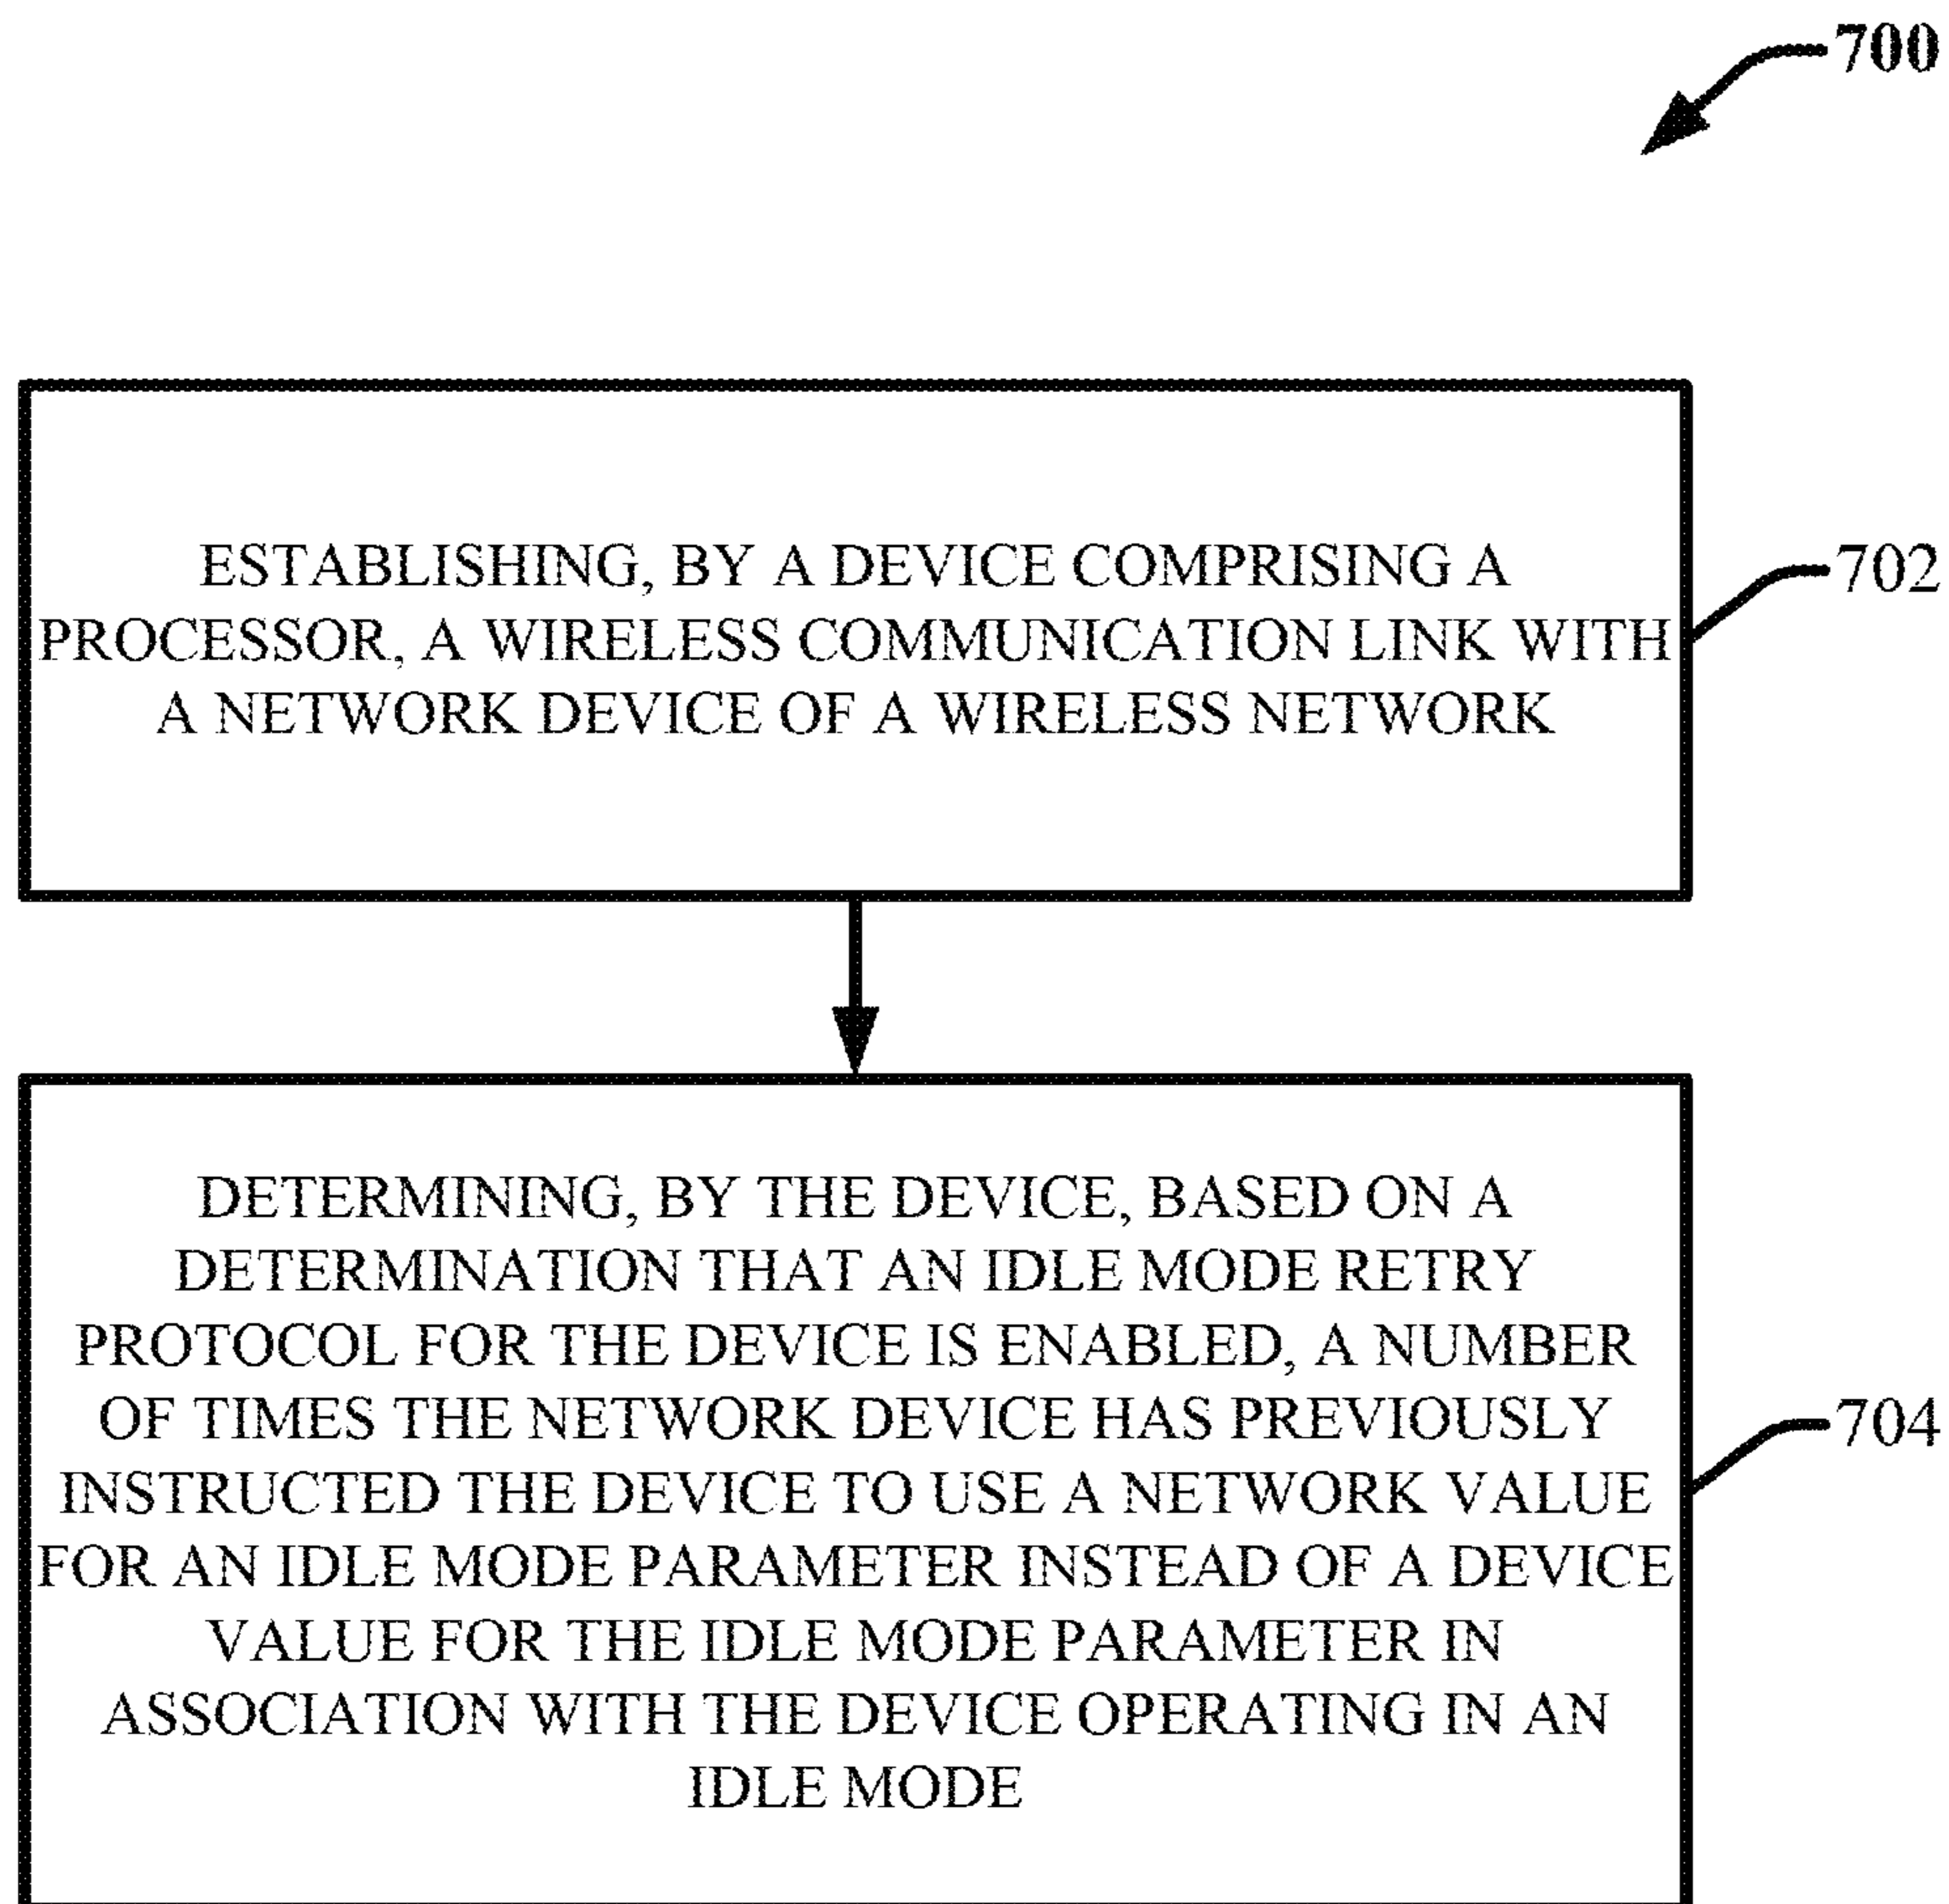 700
ESTABLISHING, BY A DEVICE COMPRISING A
PROCESSOR, A WIRELESS COMMUNICATION LINK WITH
A NETWORK DEVICE OF A WIRELESS NETWORK
702
DETERMINING, BY THE DEVICE, BASED ON A
DETERMINATION THAT AN IDLE MODE RETRY
PROTOCOL FOR THE DEVICE IS ENABLED, A NUMBER
OF TIMES THE NETWORK DEVICE HAS PREVIOUSLY
INSTRUCTED THE DEVICE TO USE A NETWORK VALUE
FOR AN IDLE MODE PARAMETER INSTEAD OF A DEVICE
VALUE FOR THE IDLE MODE PARAMETER IN
ASSOCIATION WITH THE DEVICE OPERATING IN AN
IDLE MODE
704